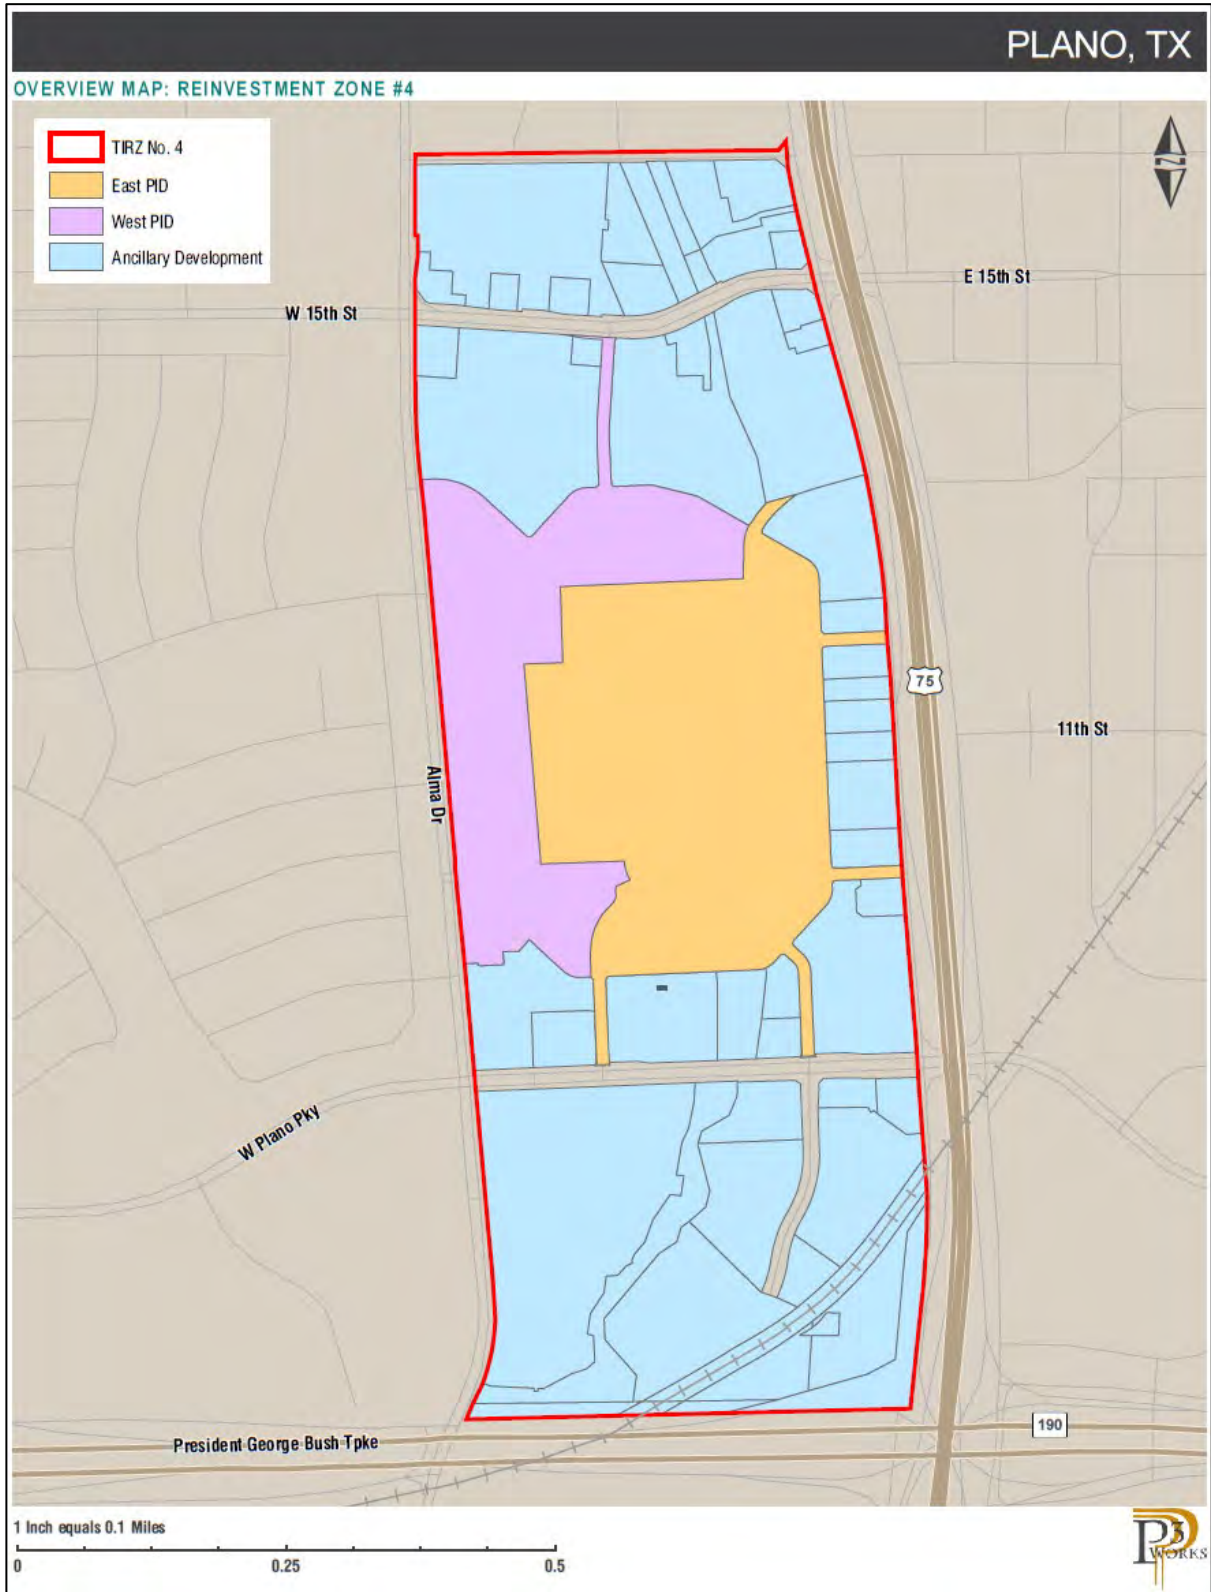 PLANO, TX
OVERVIEW MAP: REINVESTMENT ZONE #4
TIRZ No. 4
East PID
West PID
Ancillary Development
N
E 15th St
W 15th St
75
11th St
Alma Dr
W Plano Pky
190
President George Bush Tpke
1 Inch equals 0.1 Miles
0 0.25 0.5
P3
WORKS